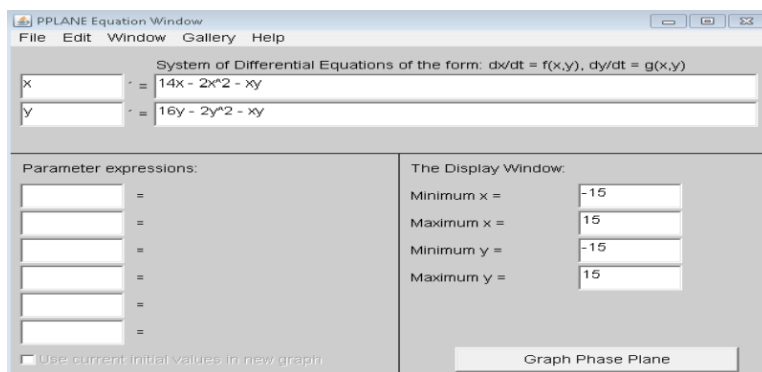 PPLANE Equation Window
File Edit Window Gallery Help
System of Differential Equations of the form: dx/dt = f(x,y), dy/dt = g(x,y)
x ´ = 14x - 2x^2 - xy
y ´ = 16y - 2y^2 - xy
Parameter expressions:
=
=
=
=
=
=
Use current initial values in new graph
The Display Window:
Minimum x = -15
Maximum x = 15
Minimum y = -15
Maximum y = 15
Graph Phase Plane